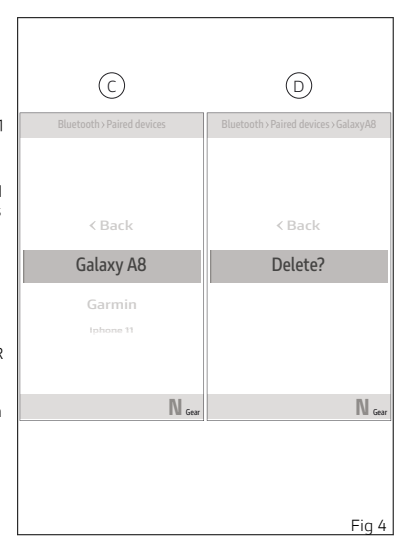 C
Bluetooth › Paired devices
< Back
Galaxy A8
Garmin
Iphone 11
N Gear
D
Bluetooth › Paired devices › GalaxyA8
< Back
Delete?
N Gear
Fig 4